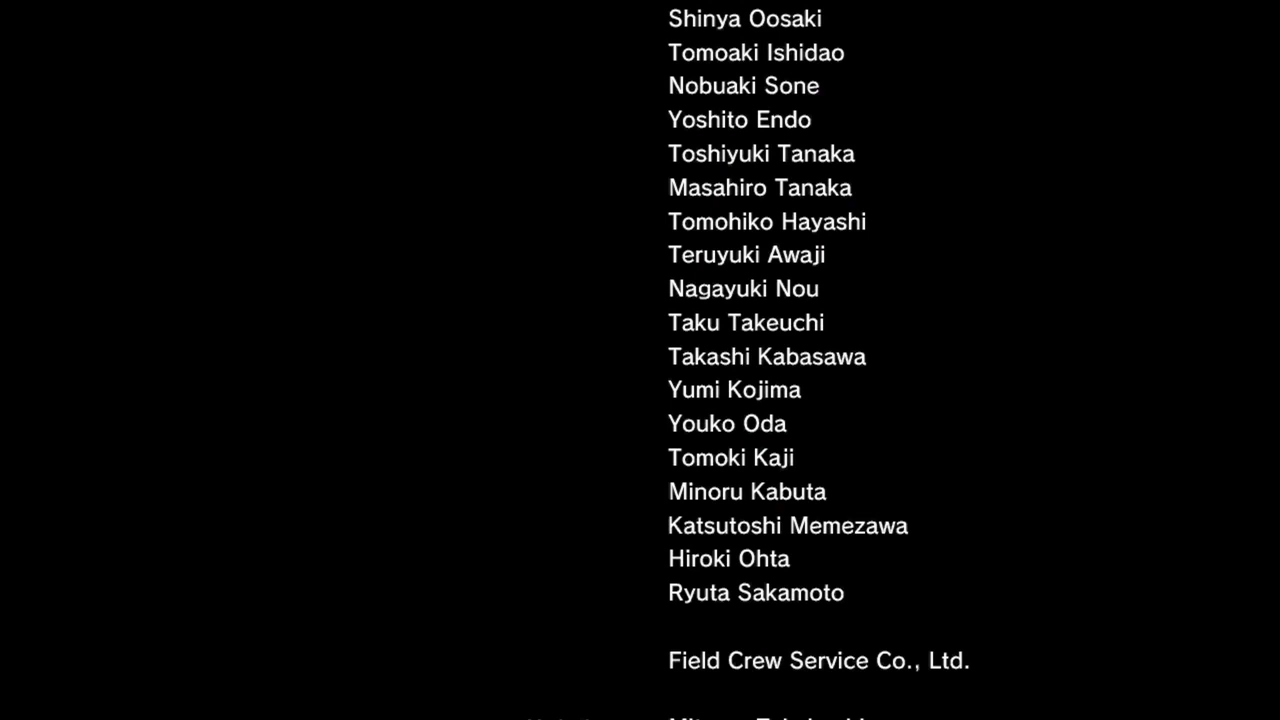 Shinya Oosaki
Tomoaki Ishidao
Nobuaki Sone
Yoshito Endo
Toshiyuki Tanaka
Masahiro Tanaka
Tomohiko Hayashi
Teruyuki Awaji
Nagayuki Nou
Taku Takeuchi
Takashi Kabasawa
Yumi Kojima
Youko Oda
Tomoki Kaji
Minoru Kabuta
Katsutoshi Memezawa
Hiroki Ohta
Ryuta Sakamoto
Field Crew Service Co., Ltd.